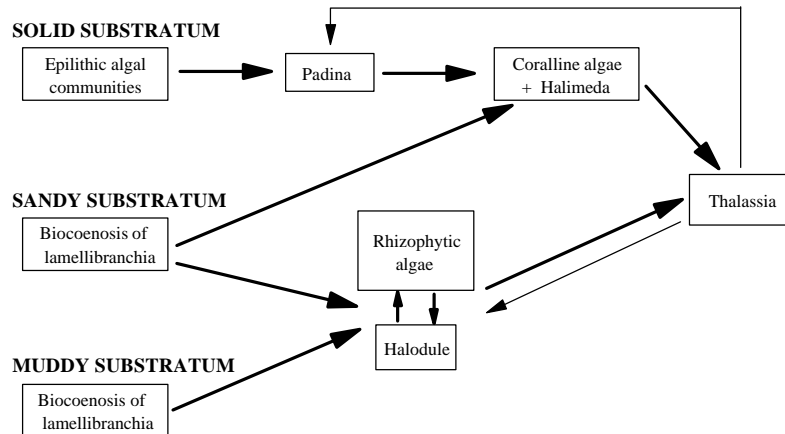 SOLID SUBSTRATUM
Epilithic algal
communities
Padina
Coralline algae
+ Halimeda
Thalassia
SANDY SUBSTRATUM
Biocoenosis of
lamellibranchia
Rhizophytic
algae
Halodule
MUDDY SUBSTRATUM
Biocoenosis of
lamellibranchia